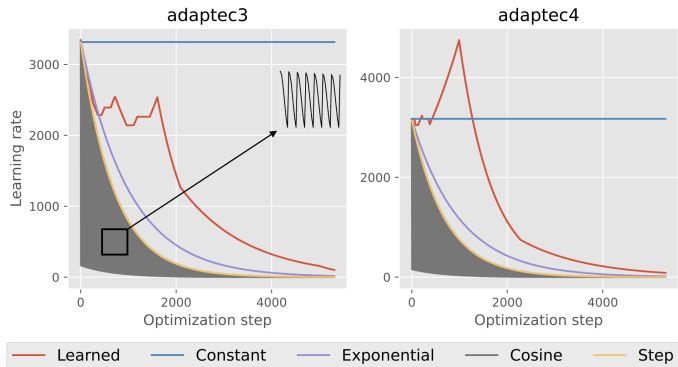 adaptec3
adaptec4
Learning rate
3000
2000
1000
0
0
2000
4000
Optimization step
4000
2000
0
0
2000
4000
Optimization step
Learned
Constant
Exponential
Cosine
Step